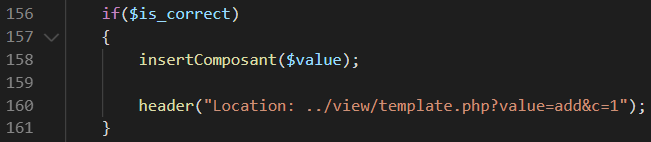 156 if($is_correct)
157 {
158 insertComposant($value);
159
160 header("Location: ../view/template.php?value=add&c=1");
161 }